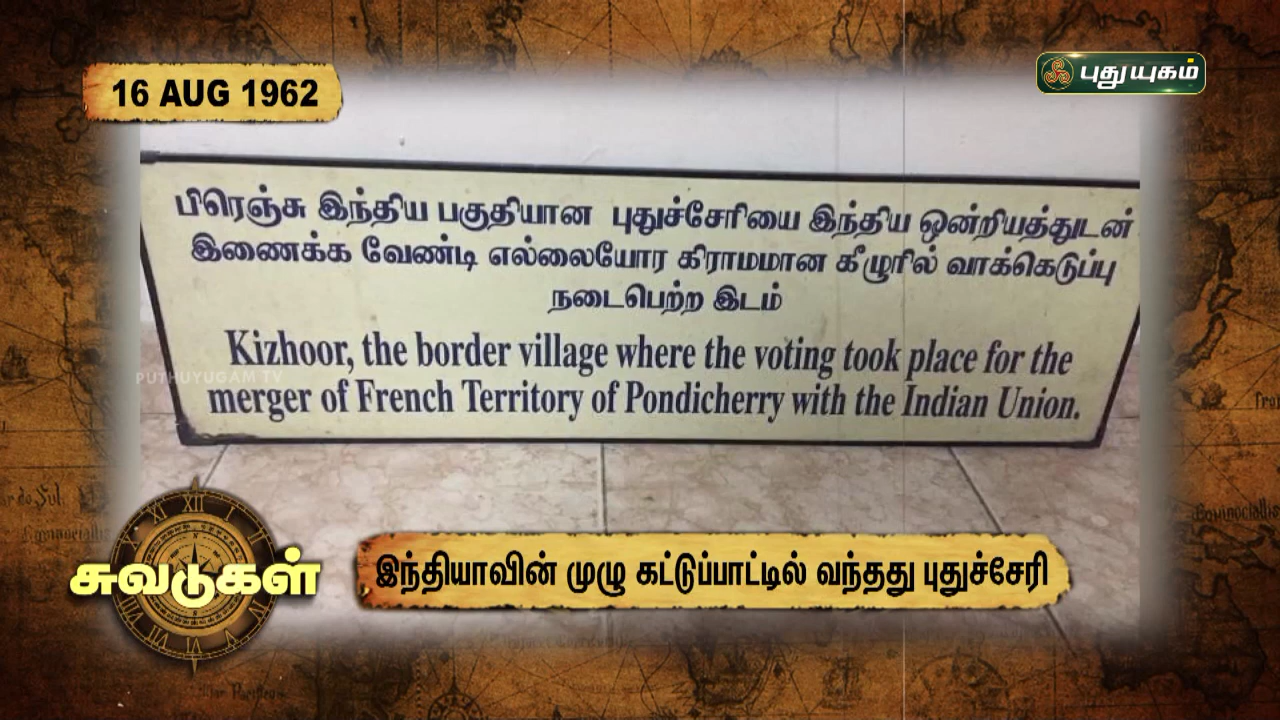 16 AUG 1962
புதுயுகம்
பிரெஞ்சு இந்திய பகுதியான புதுச்சேரியை இந்திய ஒன்றியத்துடன்
இணைக்க வேண்டி எல்லையோர கிராமமான கீழூரில் வாக்கெடுப்பு
நடைபெற்ற இடம்
Kizhoor, the border village where the voting took place for the
merger of French Territory of Pondicherry with the Indian Union.
PUTHUYUGAM TV
சுவடுகள்
இந்தியாவின் முழு கட்டுப்பாட்டில் வந்தது புதுச்சேரி